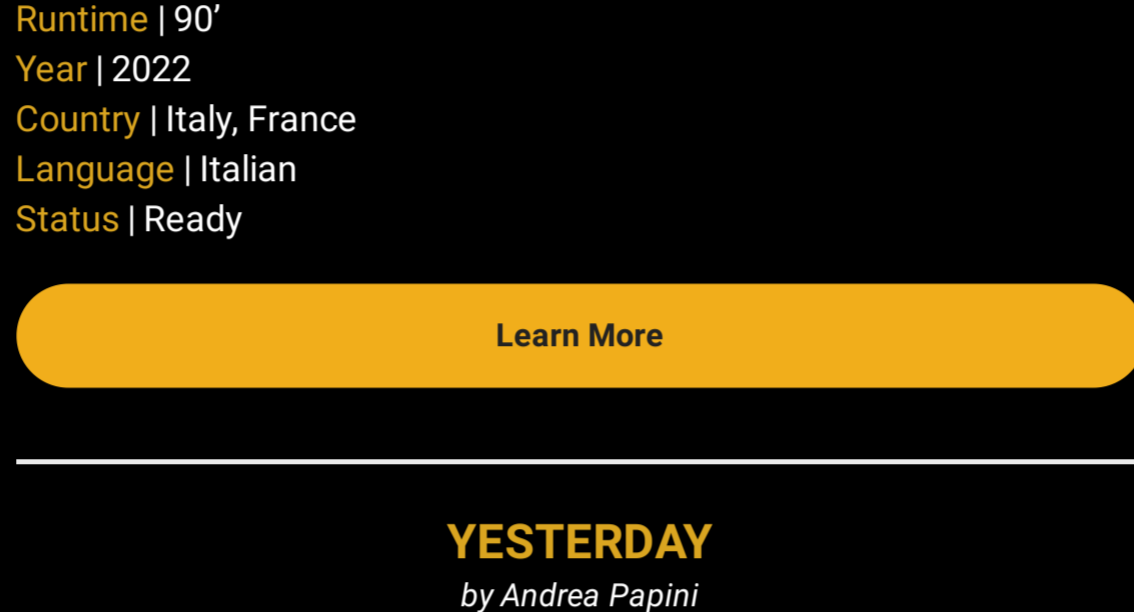 Runtime | 90’
Year | 2022
Country | Italy, France
Language | Italian
Status | Ready
Learn More
YESTERDAY
by Andrea Papini